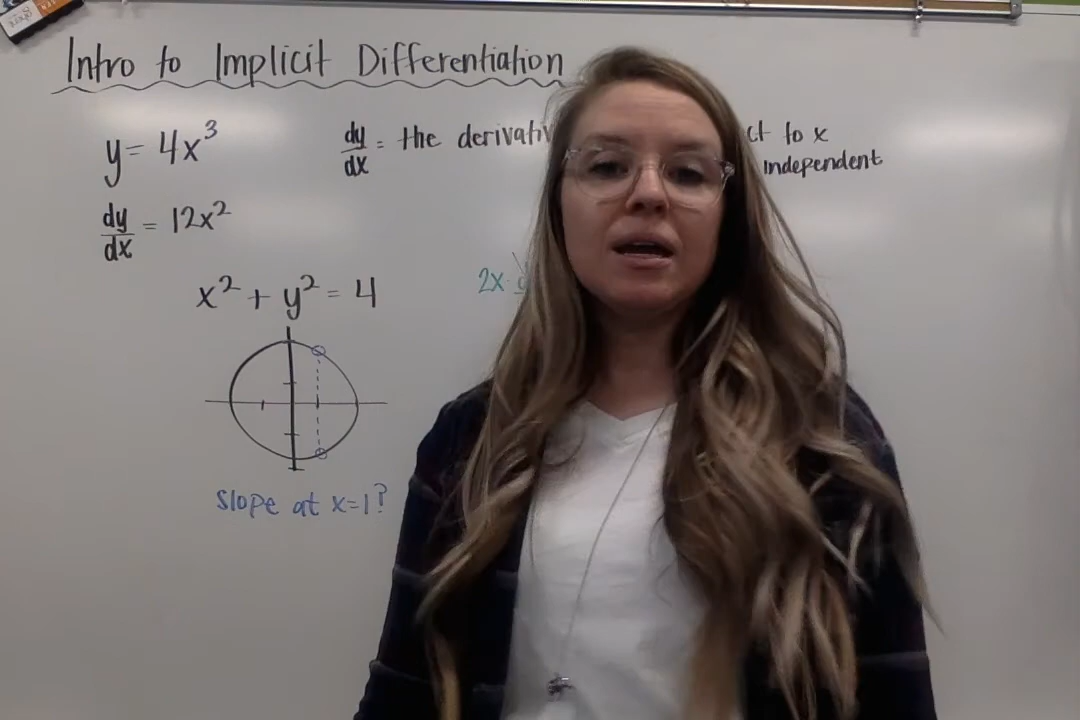 Intro to Implicit Differentiation
y = 4x³
dy/dx = the ct to x
independent
dy/dx = 12x²
x² + y² = 4
2x
slope at x=1?